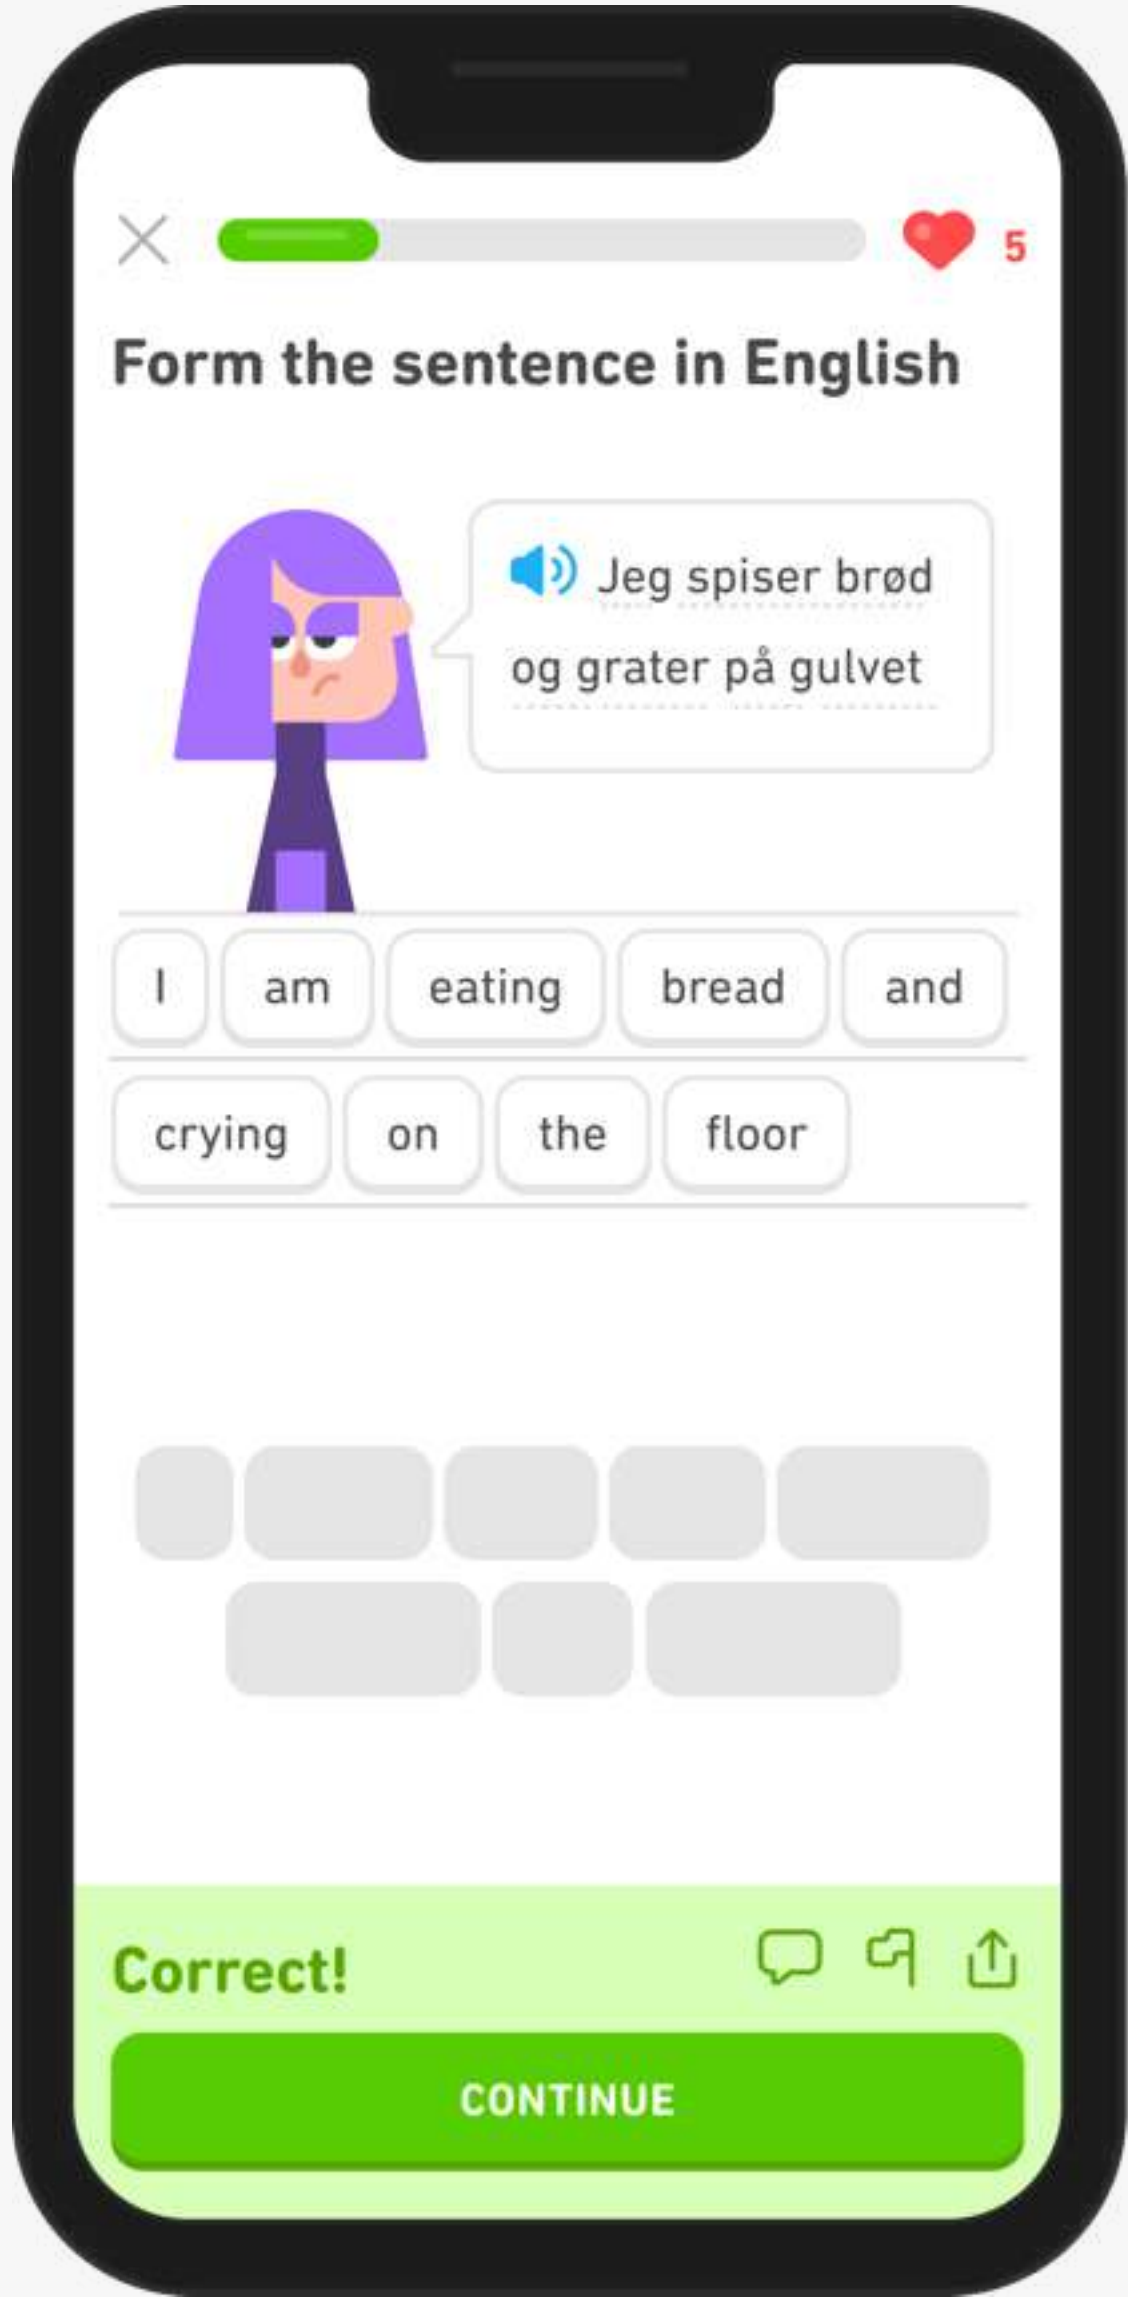 5
Form the sentence in English
Jeg spiser brød
og grater på gulvet
I am eating bread and
crying on the floor
Correct!
CONTINUE